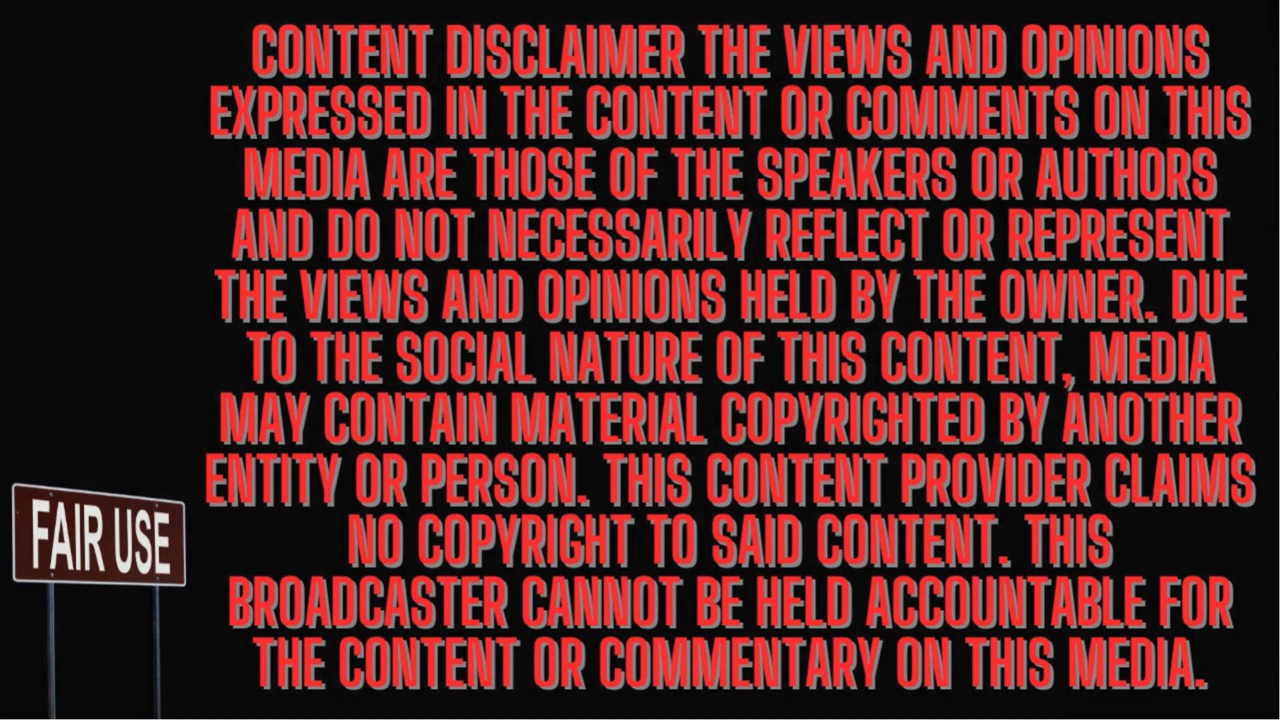 CONTENT DISCLAIMER THE VIEWS AND OPINIONS
EXPRESSED IN THE CONTENT OR COMMENTS ON THIS
MEDIA ARE THOSE OF THE SPEAKERS OR AUTHORS
AND DO NOT NECESSARILY REFLECT OR REPRESENT
THE VIEWS AND OPINIONS HELD BY THE OWNER. DUE
TO THE SOCIAL NATURE OF THIS CONTENT, MEDIA
MAY CONTAIN MATERIAL COPYRIGHTED BY ANOTHER
ENTITY OR PERSON. THIS CONTENT PROVIDER CLAIMS
NO COPYRIGHT TO SAID CONTENT. THIS
BROADCASTER CANNOT BE HELD ACCOUNTABLE FOR
THE CONTENT OR COMMENTARY ON THIS MEDIA.
FAIR USE